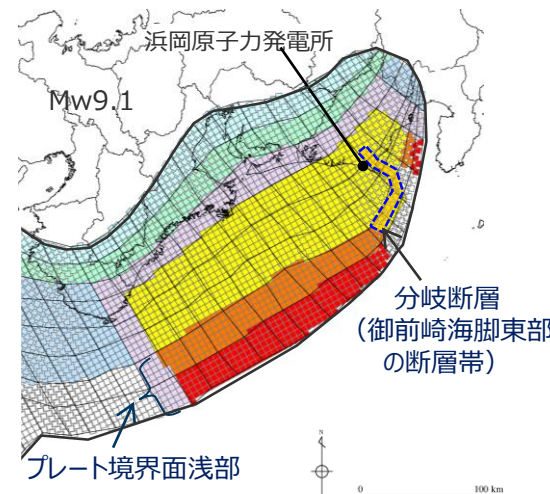 浜岡原子力発電所
Mw9.1
分岐断層
（御前崎海脚東部
の断層帯）
プレート境界面浅部
N
0 100 km